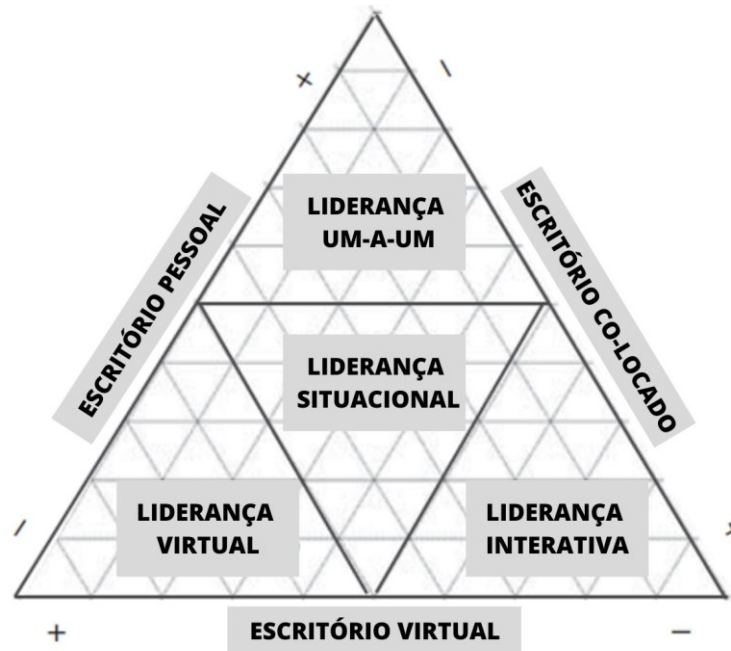 +
−
LIDERANÇA
UM-A-UM
ESCRITÓRIO PESSOAL
ESCRITÓRIO CO-LOCADO
LIDERANÇA
SITUACIONAL
LIDERANÇA
VIRTUAL
LIDERANÇA
INTERATIVA
−
+
+
ESCRITÓRIO VIRTUAL
−